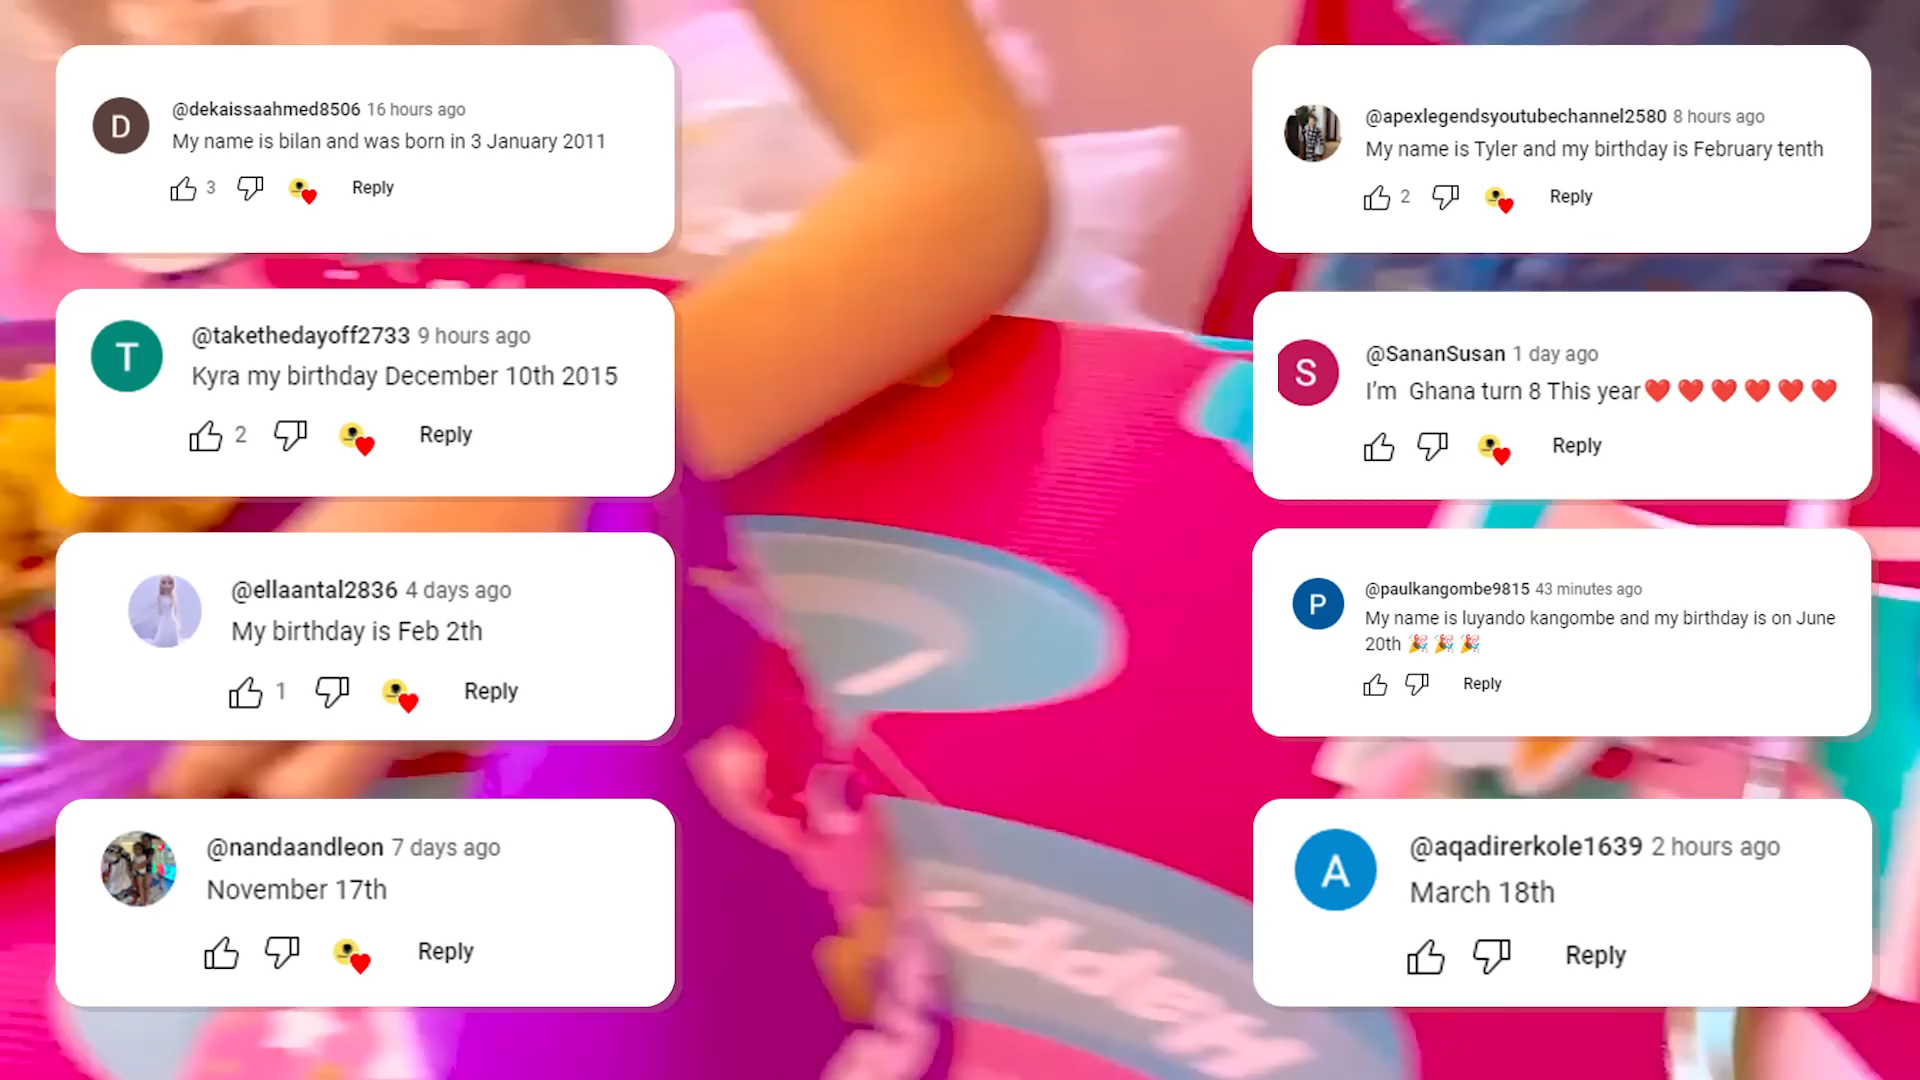 D
@dekaissaahmed8506 16 hours ago
My name is bilan and was born in 3 January 2011
3 Reply
T
@takethedayoff2733 9 hours ago
Kyra my birthday December 10th 2015
2 Reply
@ellaantal2836 4 days ago
My birthday is Feb 2th
1 Reply
@nandaandleon 7 days ago
November 17th
Reply
@apexlegendsyoutubechannel2580 8 hours ago
My name is Tyler and my birthday is February tenth
2 Reply
S
@SananSusan 1 day ago
I'm Ghana turn 8 This year❤️❤️❤️❤️❤️❤️
Reply
P
@paulkangombe9815 43 minutes ago
My name is luyando kangombe and my birthday is on June
20th 🎉🎉🎉
Reply
A
@aqadirerkole1639 2 hours ago
March 18th
Reply